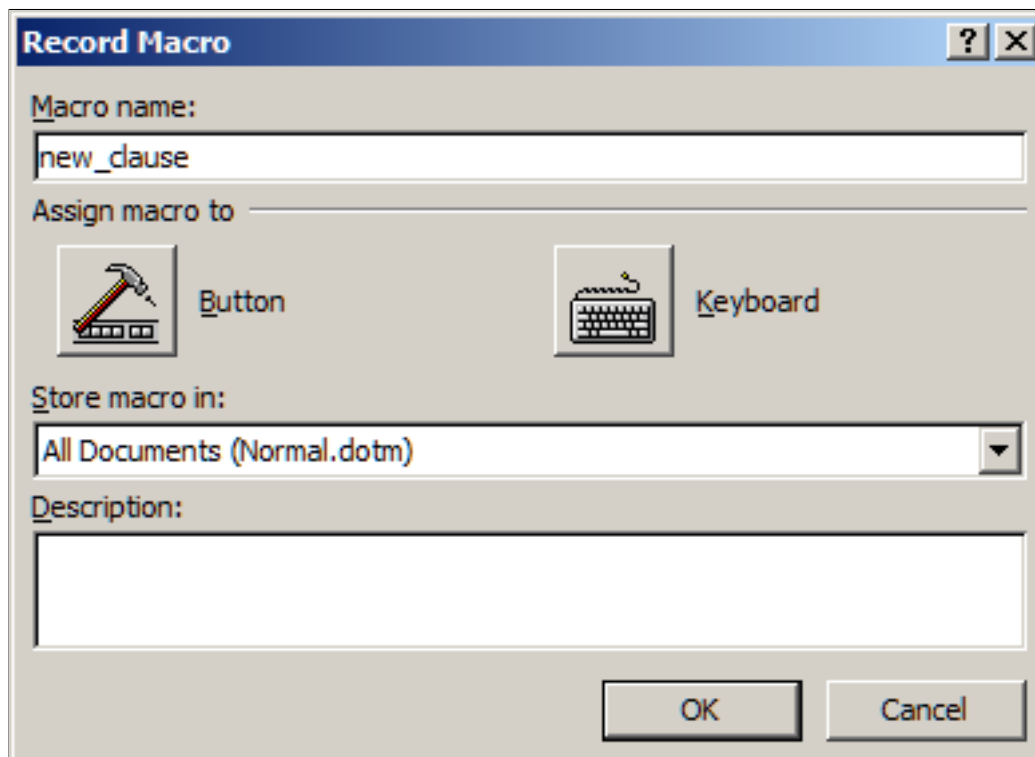 Record Macro
Macro name:
new_clause
Assign macro to
Button Keyboard
Store macro in:
All Documents (Normal.dotm)
Description:
OK Cancel